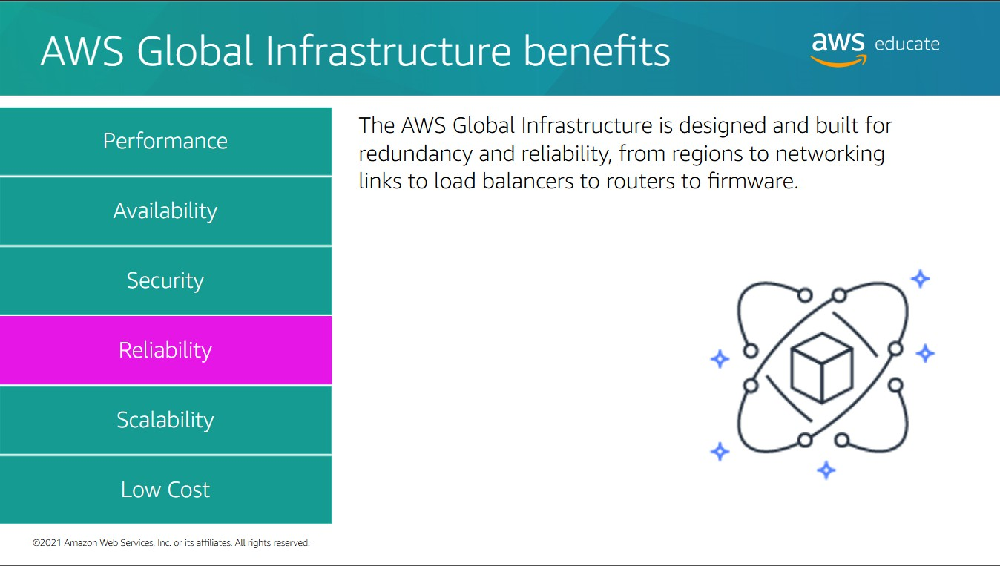 AWS Global Infrastructure benefits
aws educate
Performance
Availability
Security
Reliability
Scalability
Low Cost
The AWS Global Infrastructure is designed and built for
redundancy and reliability, from regions to networking
links to load balancers to routers to firmware.
©2021 Amazon Web Services, Inc. or its affiliates. All rights reserved.